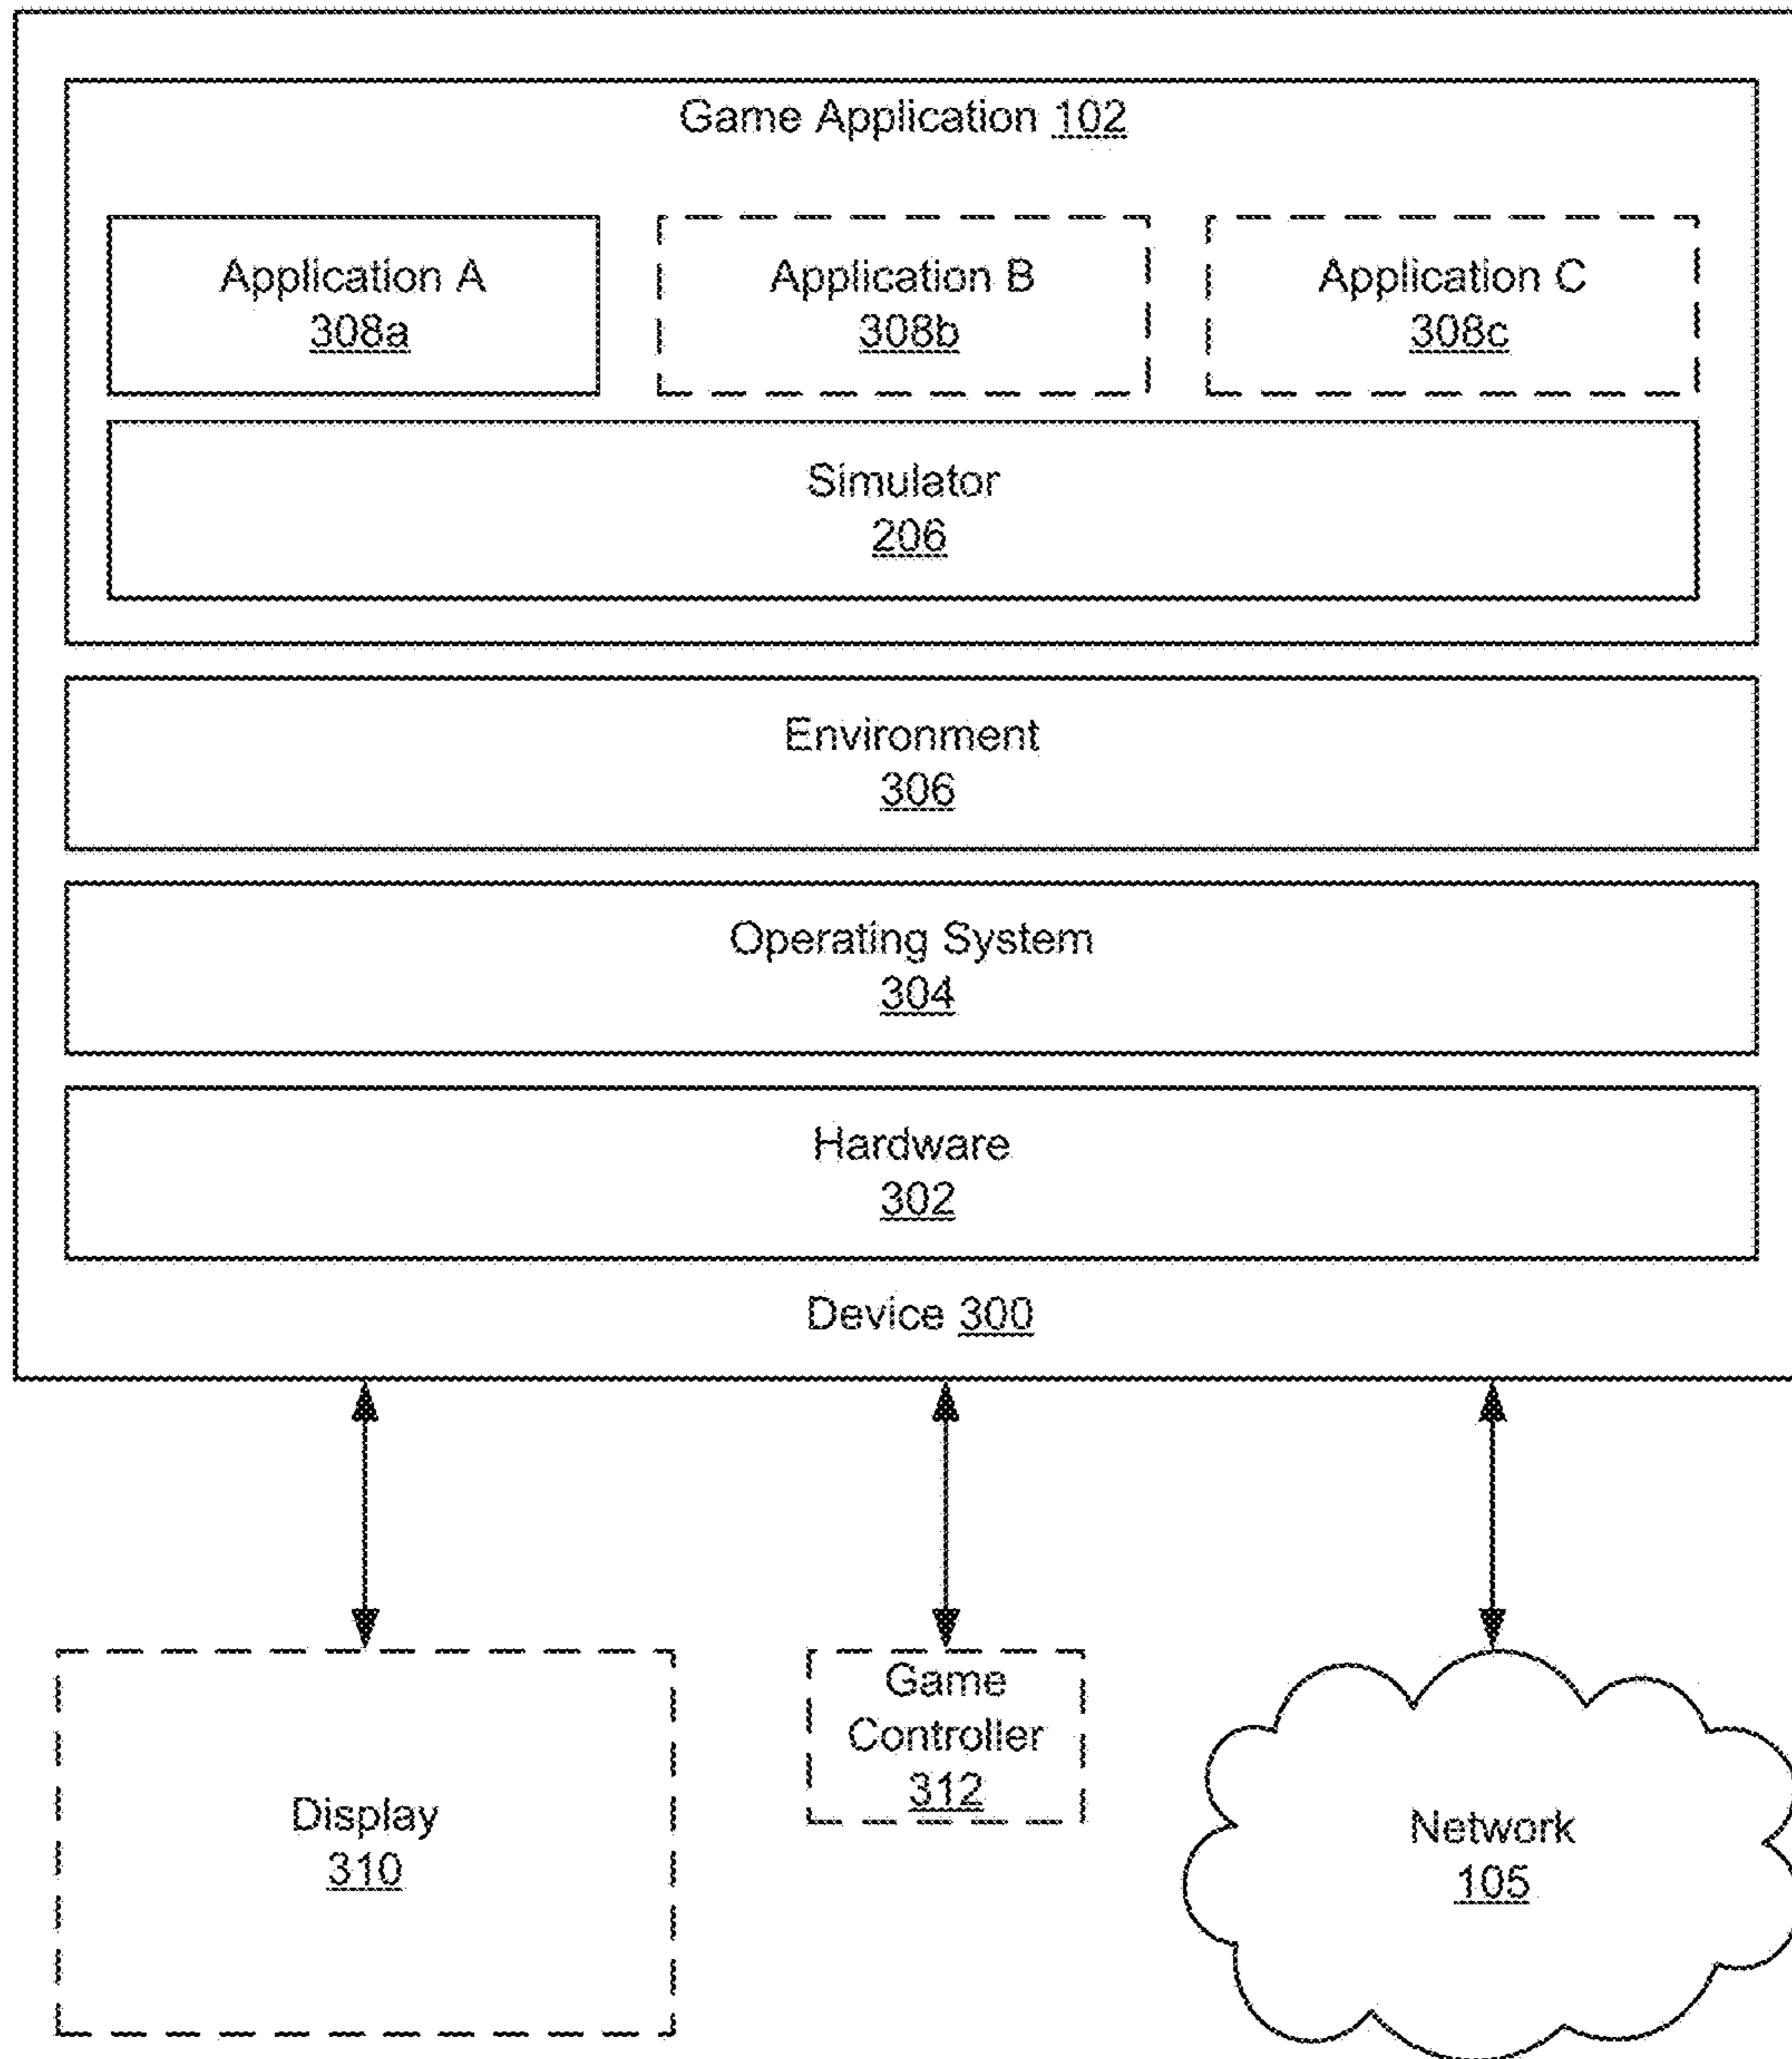 Game Application 102
Application A
308a
Application B
308b
Application C
308c
Simulator
206
Environment
306
Operating System
304
Hardware
302
Device 300
Display
310
Game
Controller
312
Network
105